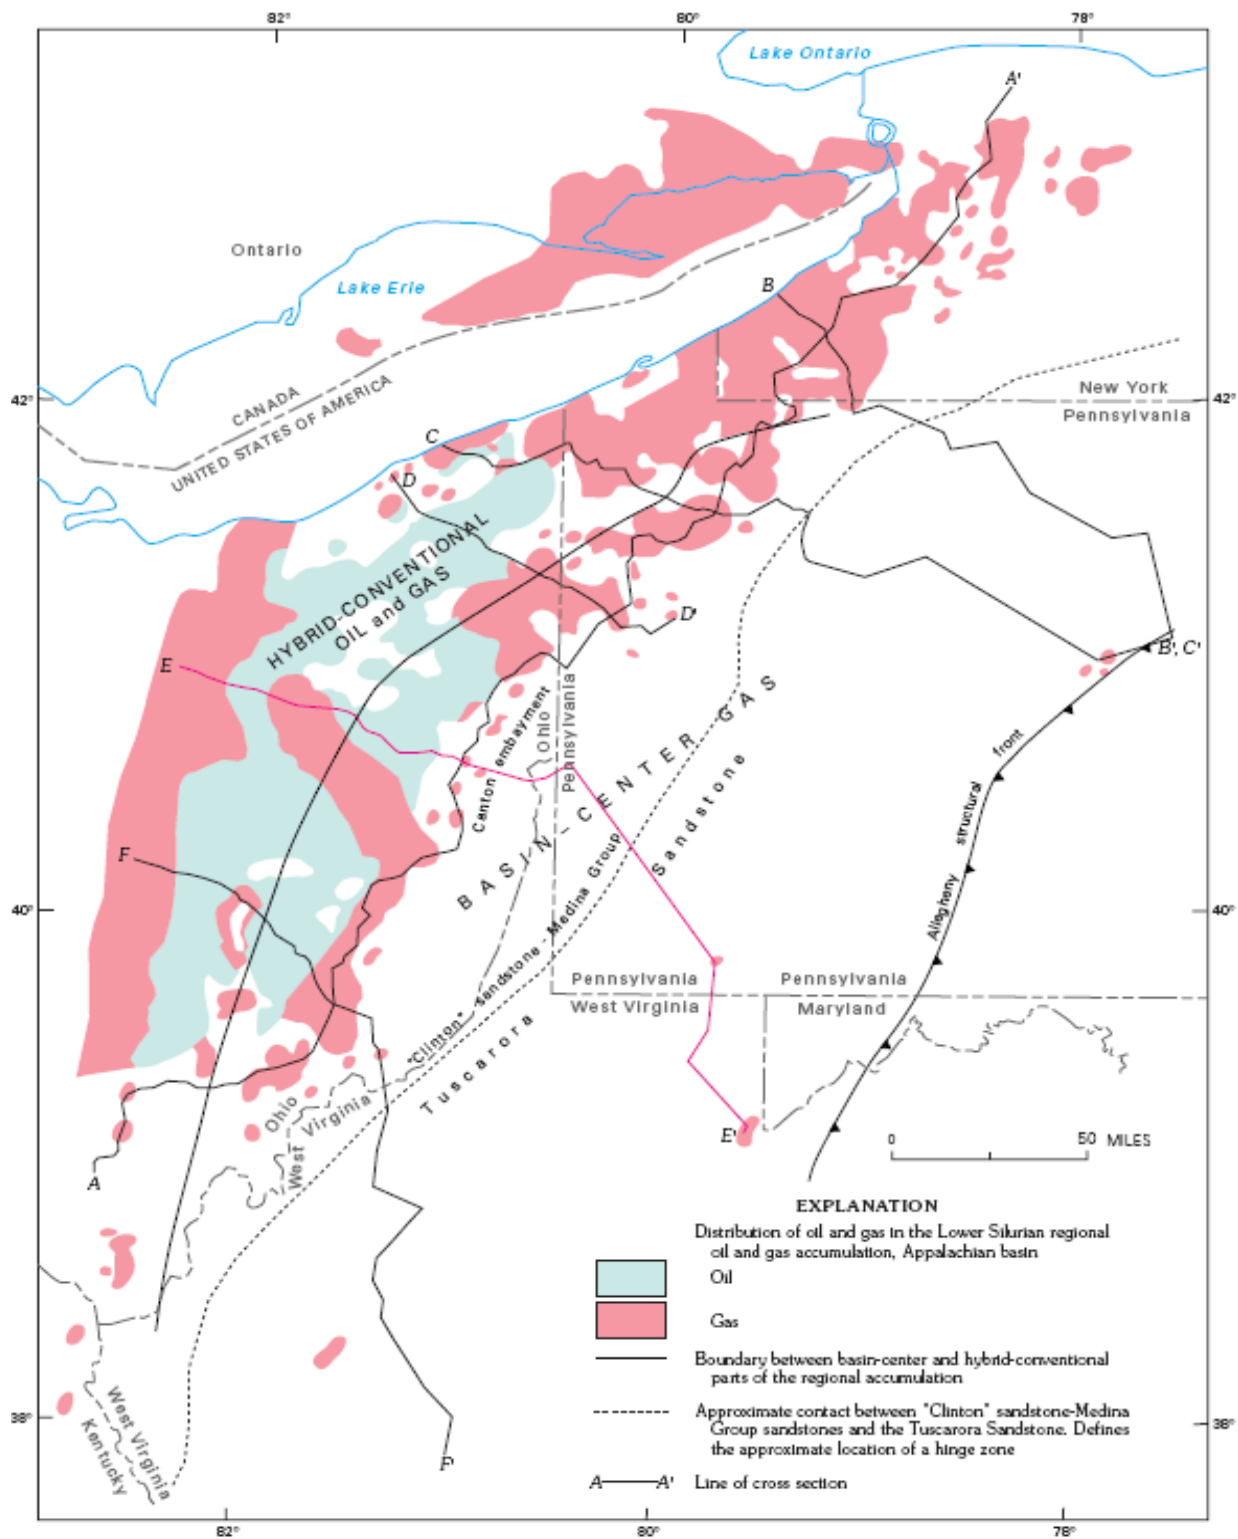 82°
80°
78°
Lake Ontario
A'
Ontario
Lake Erie
B
42°
CANADA
UNITED STATES OF AMERICA
New York
Pennsylvania
42°
C
D
HYBRID-CONVENTIONAL
OIL and GAS
D'
E
B', C'
Canton embayment
Ohio
Pennsylvania
BASIN-CENTER GAS
front
structural
Allegheny
F
"Clinton" sandstone - Medina Group
Sandstone
Tuscarora
40°
40°
Pennsylvania
West Virginia
Pennsylvania
Maryland
Ohio
West Virginia
E'
0 50 MILES
A
EXPLANATION
Distribution of oil and gas in the Lower Silurian regional
oil and gas accumulation, Appalachian basin
Oil
Gas
Boundary between basin-center and hybrid-conventional
parts of the regional accumulation
Approximate contact between "Clinton" sandstone-Medina
Group sandstones and the Tuscarora Sandstone. Defines
the approximate location of a hinge zone
A A' Line of cross section
38°
38°
West Virginia
Kentucky
F'
82°
80°
78°